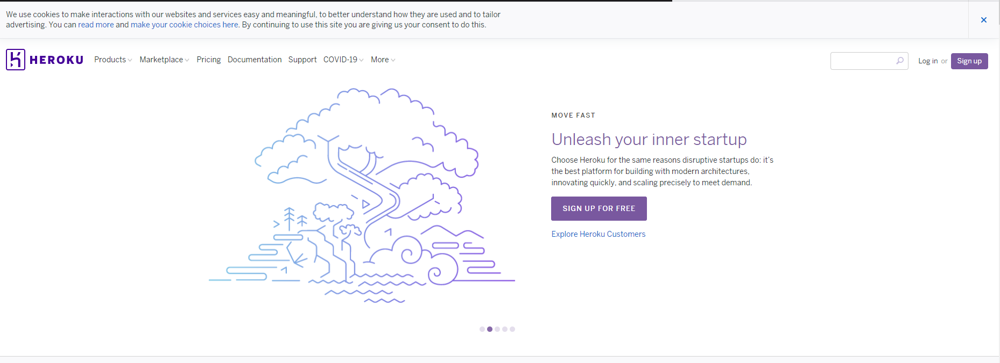 We use cookies to make interactions with our websites and services easy and meaningful, to better understand how they are used and to tailor
advertising. You can read more and make your cookie choices here. By continuing to use this site you are giving us your consent to do this.
HEROKU
Products
Marketplace
Pricing
Documentation
Support
COVID-19
More
Log in or
Sign up
MOVE FAST
Unleash your inner startup
Choose Heroku for the same reasons disruptive startups do: it’s
the best platform for building with modern architectures,
innovating quickly, and scaling precisely to meet demand.
SIGN UP FOR FREE
Explore Heroku Customers